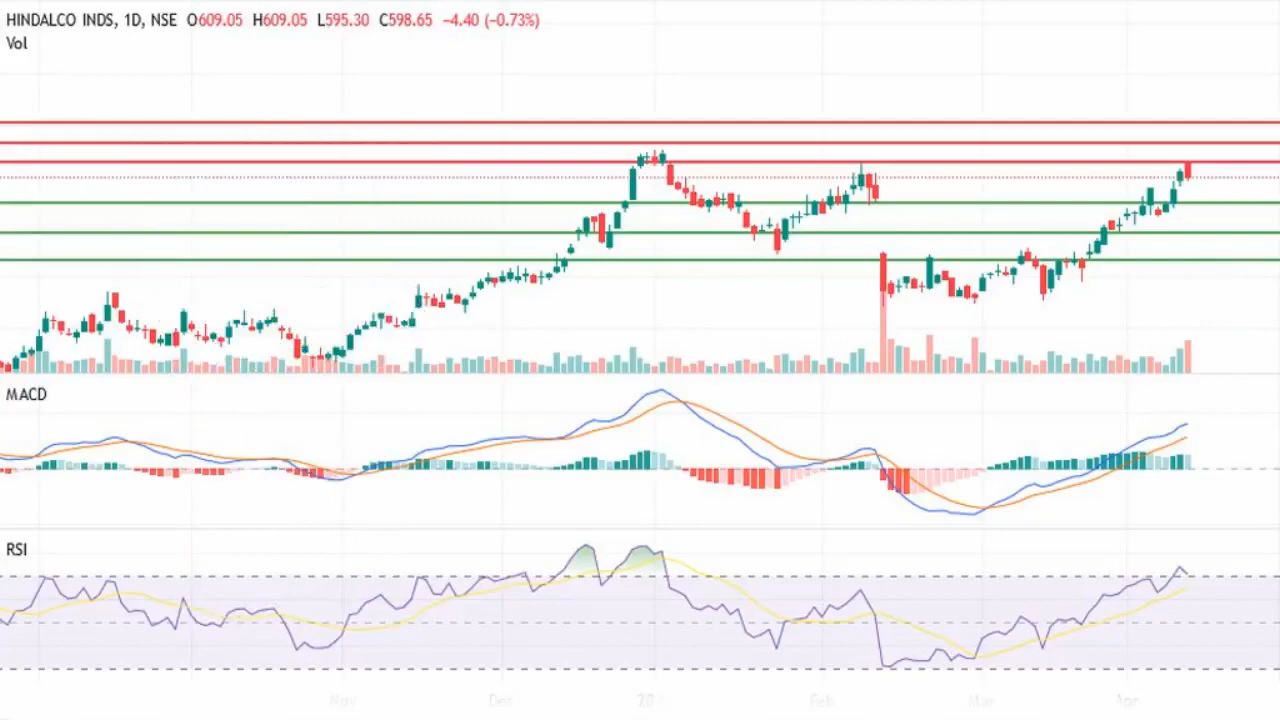 HINDALCO INDS, 1D, NSE O609.05 H609.05 L595.30 C598.65 −4.40 (−0.73%)
Vol
MACD
RSI
Nov Dec 20 Feb Mar Apr